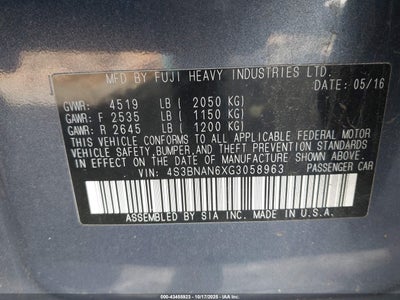 MFD BY FUJI HEAVY INDUSTRIES LTD.
DATE: 05/16
GVWR: 4519 LB ( 2050 KG)
GAWR: F 2535 LB ( 1150 KG)
GAWR: R 2645 LB ( 1200 KG)
THIS VEHICLE CONFORMS TO ALL APPLICABLE FEDERAL MOTOR
VEHICLE SAFETY,BUMPER,AND THEFT PREVENTION STANDARDS IN
EFFECT ON THE DATE OF MANUFACTURE SHOWN ABOVE.
VIN: 4S3BNAN6XG3058963 PASSENGER CAR
ASSEMBLED BY SIA INC. IN U.S.A.
000-43458923 - 10/17/2025 - IAA, Inc.